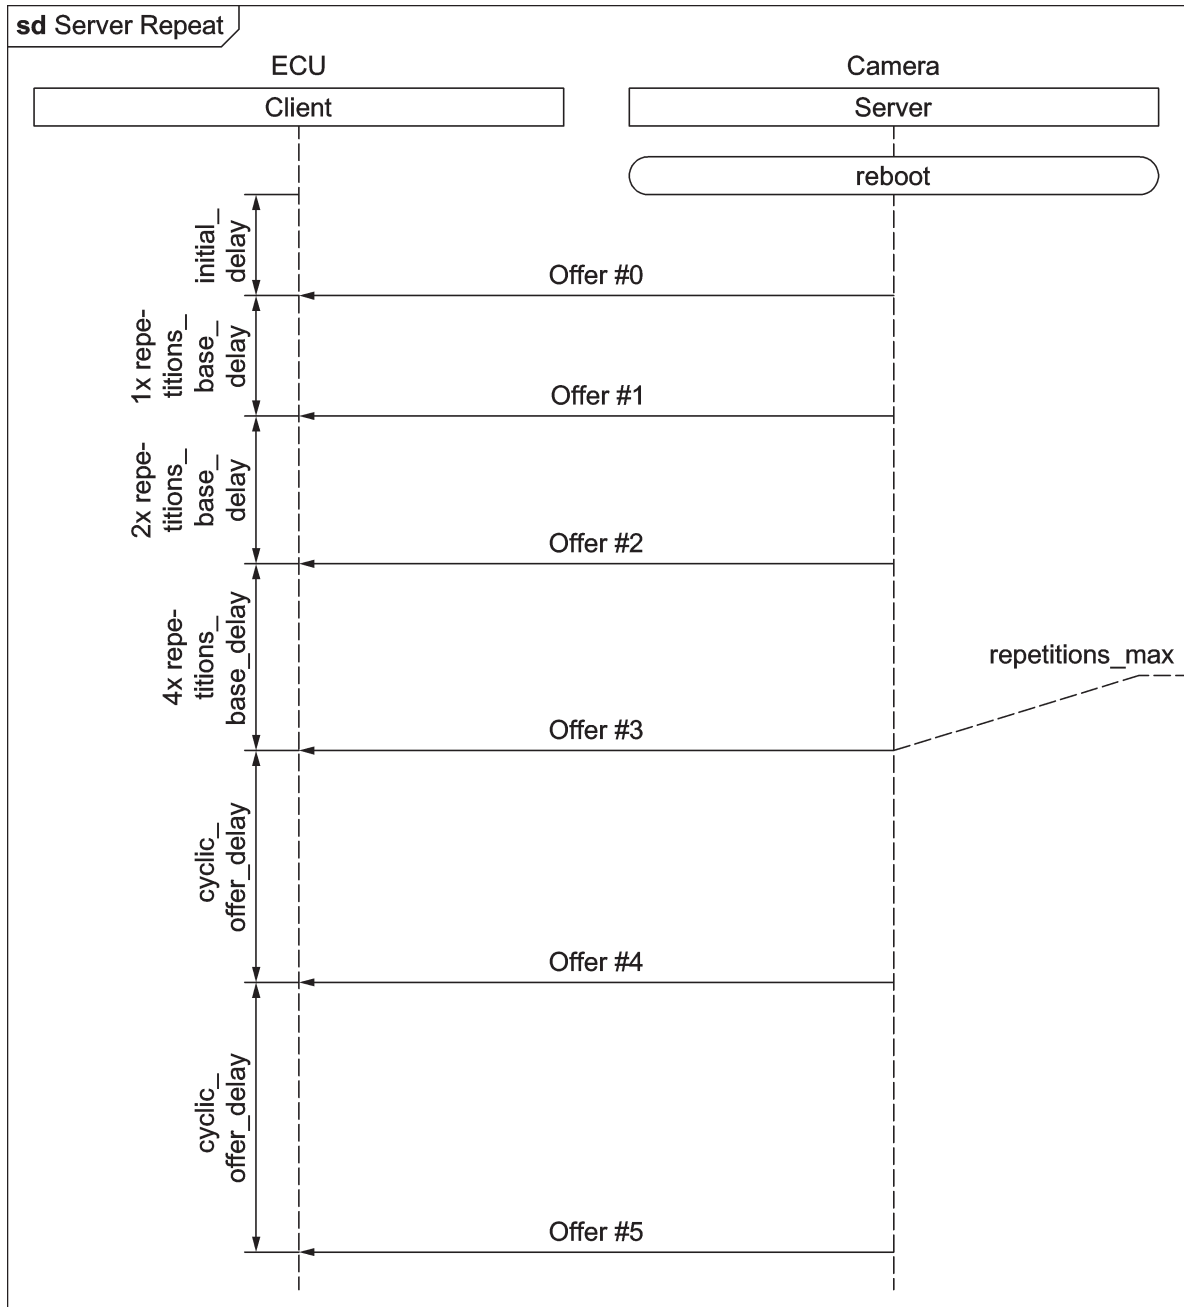 sd Server Repeat
ECU
Camera
Client
Server
reboot
initial_
delay
Offer #0
1x repe-
titions_
base_
delay
Offer #1
2x repe-
titions_
base_
delay
Offer #2
4x repe-
titions_
base_delay
repetitions_max
Offer #3
cyclic_
offer_delay
Offer #4
cyclic_
offer_delay
Offer #5